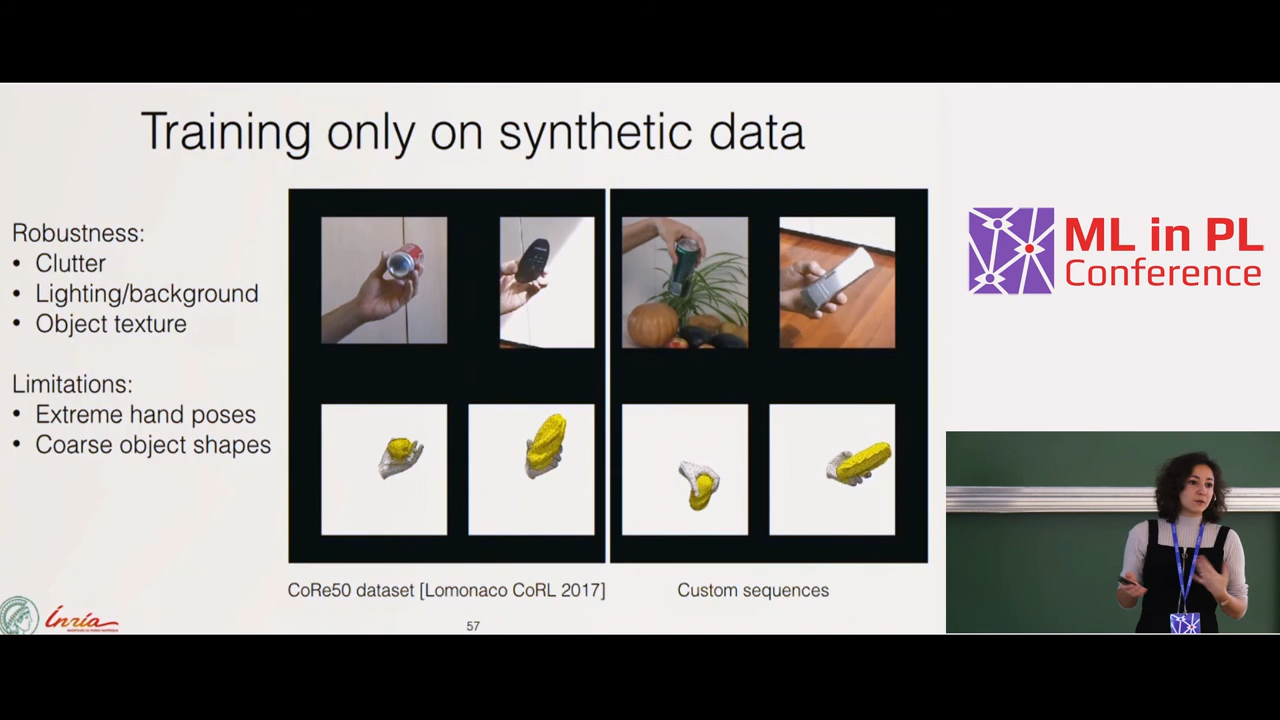 Training only on synthetic data
Robustness:
• Clutter
• Lighting/background
• Object texture
Limitations:
• Extreme hand poses
• Coarse object shapes
CoRe50 dataset [Lomonaco CoRL 2017]
Custom sequences
Inria
57
ML in PL
Conference